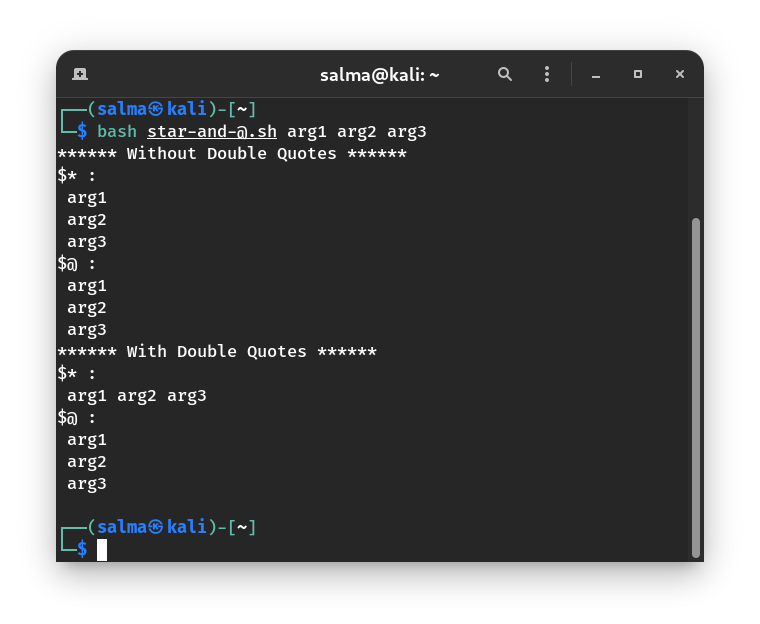 salma@kali: ~
┌──(salma㉿kali)-[~]
└─$ bash star-and-@.sh arg1 arg2 arg3
****** Without Double Quotes ******
$* :
 arg1
 arg2
 arg3
$@ :
 arg1
 arg2
 arg3
****** With Double Quotes ******
$* :
 arg1 arg2 arg3
$@ :
 arg1
 arg2
 arg3
┌──(salma㉿kali)-[~]
└─$